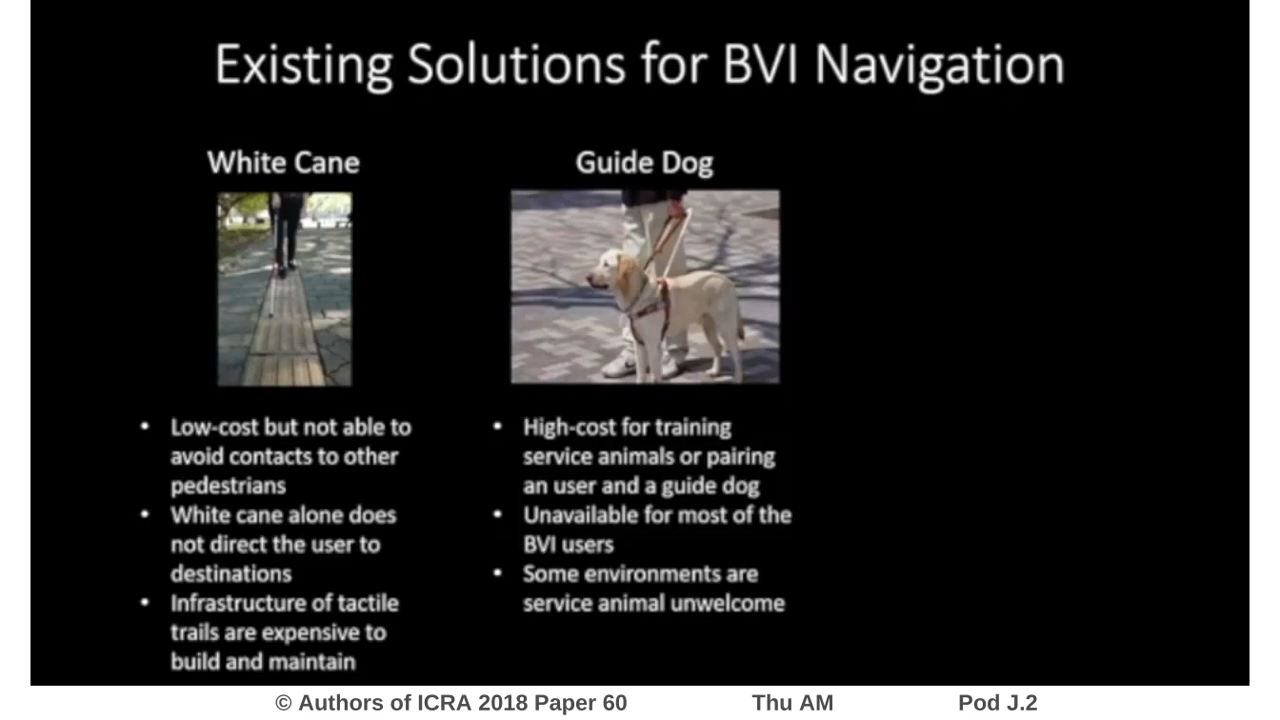 Existing Solutions for BVI Navigation
White Cane
• Low-cost but not able to
avoid contacts to other
pedestrians
• White cane alone does
not direct the user to
destinations
• Infrastructure of tactile
trails are expensive to
build and maintain
Guide Dog
• High-cost for training
service animals or pairing
an user and a guide dog
• Unavailable for most of the
BVI users
• Some environments are
service animal unwelcome
© Authors of ICRA 2018 Paper 60 Thu AM Pod J.2